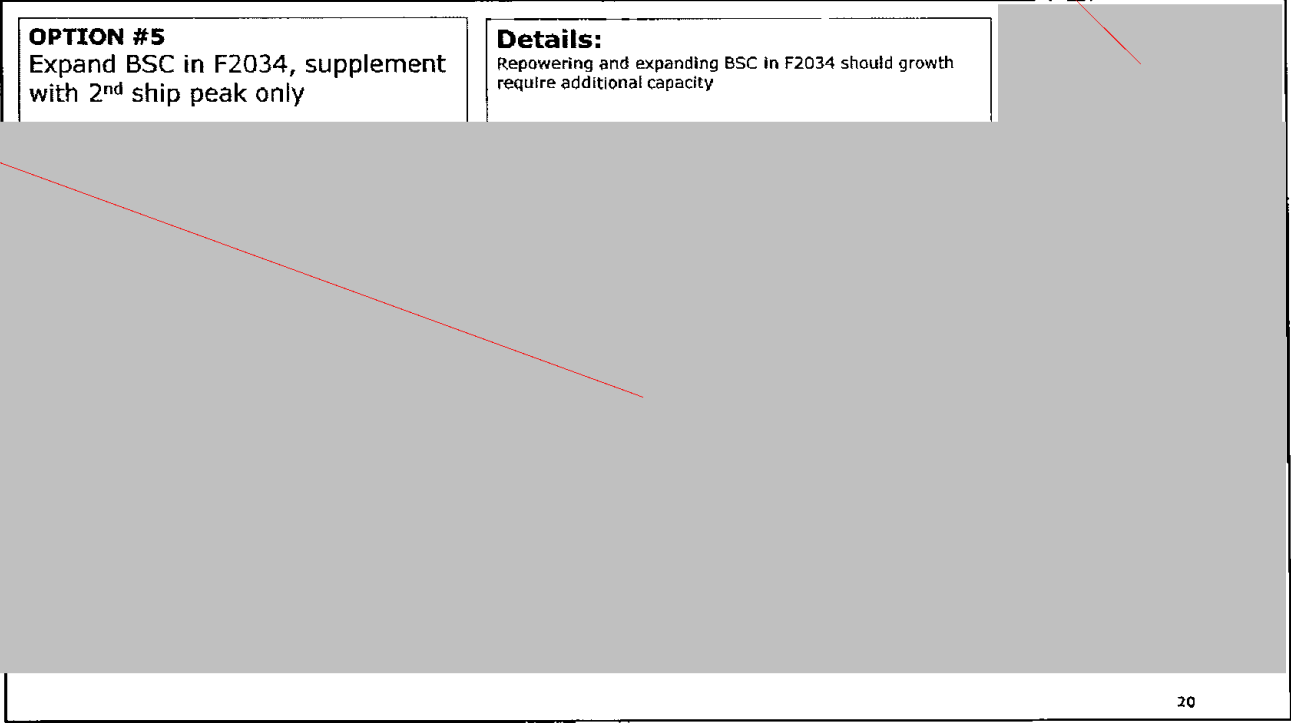 OPTION #5
Expand BSC in F2034, supplement
with 2nd ship peak only
Details:
Repowering and expanding BSC in F2034 should growth
require additional capacity
20